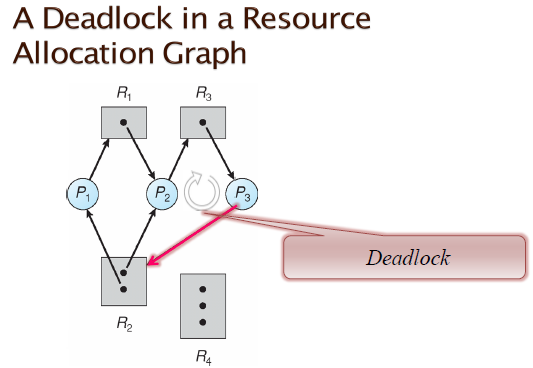 A Deadlock in a Resource
Allocation Graph
R1 R3
P1 P2 P3
Deadlock
R2
R4